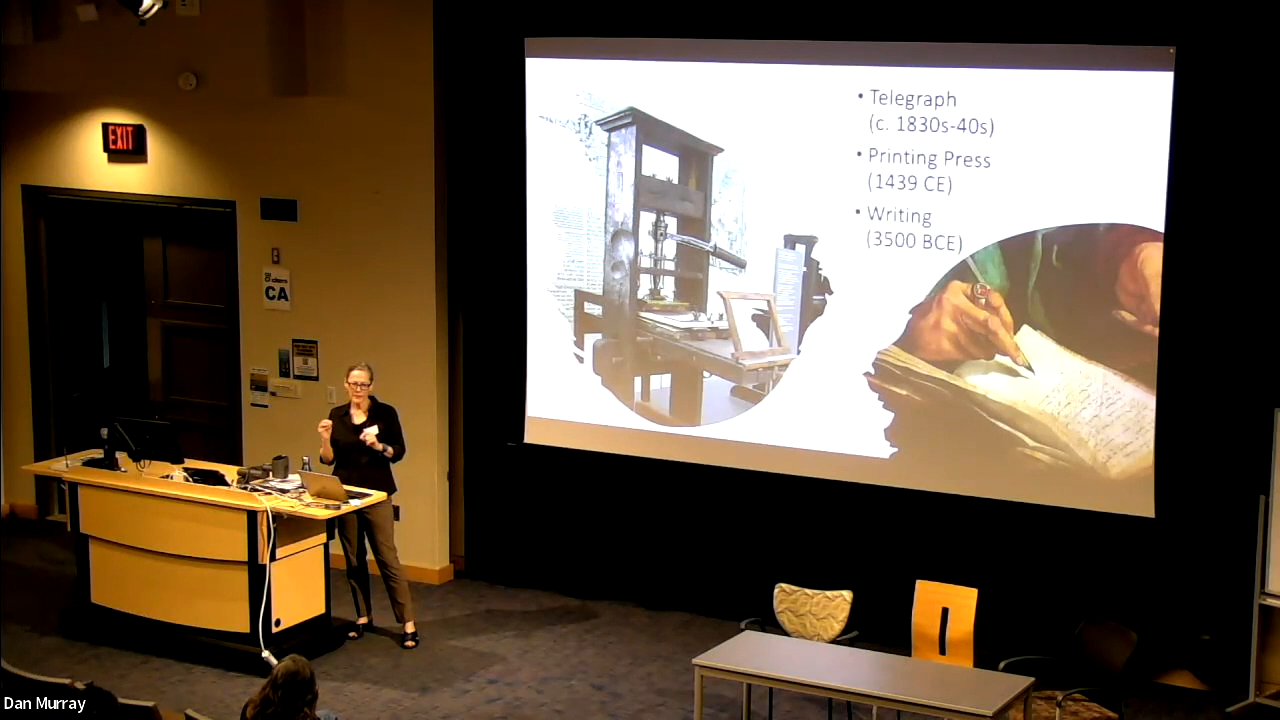 EXIT
CA
• Telegraph
(c. 1830s-40s)
• Printing Press
(1439 CE)
• Writing
(3500 BCE)
Dan Murray